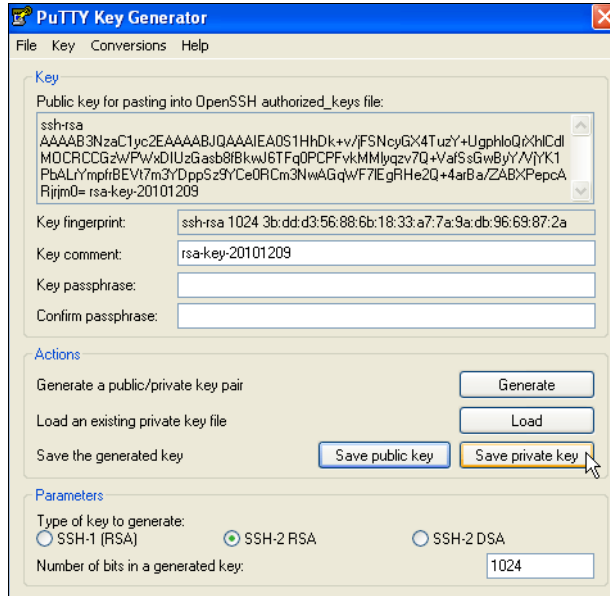 PuTTY Key Generator
File Key Conversions Help
Key
Public key for pasting into OpenSSH authorized_keys file:
ssh-rsa
AAAAB3NzaC1yc2EAAAABJQAAAIEA0S1HhDk+v/jFSNcyGX4TuzY+UgphloQrXhlCdl
MOCRCCGzWPWxDIUzGasb8fBkwJ6TFq0PCPFvkMMlyqzv7Q+VafSsGwByY/VjYK1
PbALrYmpfrBEVt7m3YDppSz9YCe0RCm3NwAGqWF7lEgRHe2Q+4arBa/ZABXPepcA
Rjrjm0= rsa-key-20101209
Key fingerprint: ssh-rsa 1024 3b:dd:d3:56:88:6b:18:33:a7:7a:9a:db:96:69:87:2a
Key comment: rsa-key-20101209
Key passphrase:
Confirm passphrase:
Actions
Generate a public/private key pair Generate
Load an existing private key file Load
Save the generated key Save public key Save private key
Parameters
Type of key to generate:
SSH-1 (RSA) SSH-2 RSA SSH-2 DSA
Number of bits in a generated key: 1024